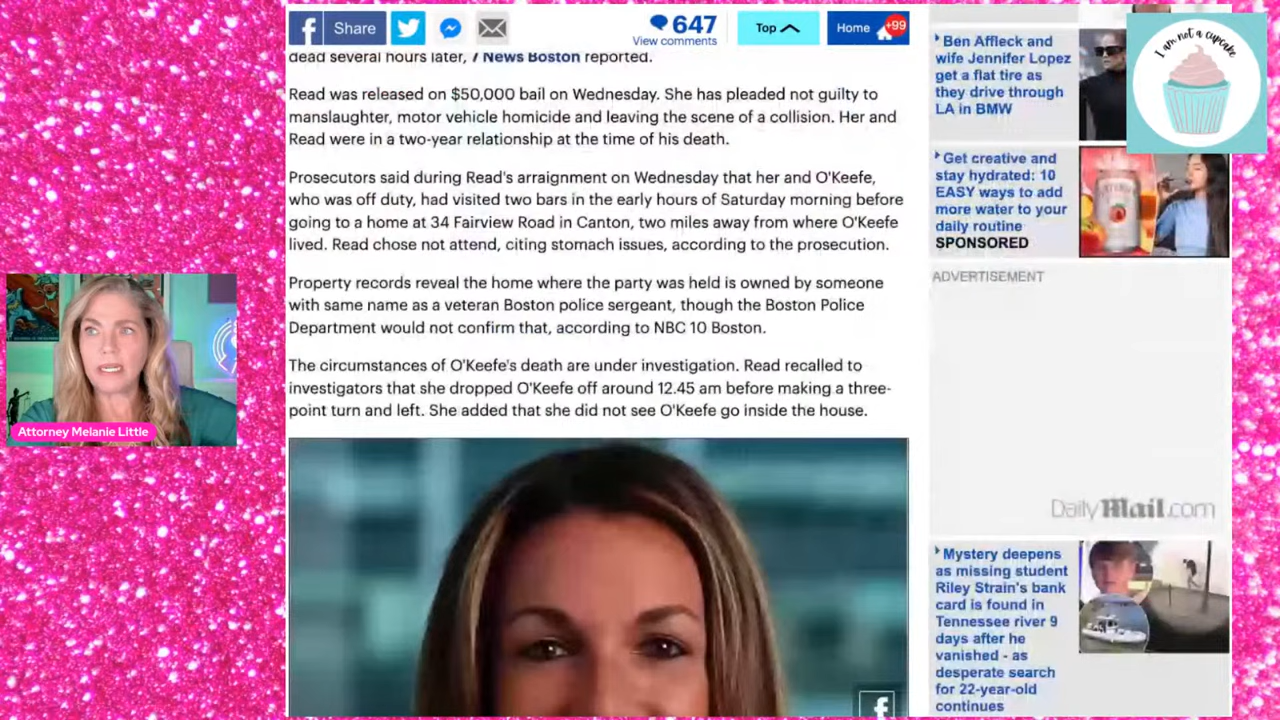 Share
647
View comments
Top
Home
+99
dead several hours later, 7 News Boston reported.
Read was released on $50,000 bail on Wednesday. She has pleaded not guilty to
manslaughter, motor vehicle homicide and leaving the scene of a collision. Her and
Read were in a two-year relationship at the time of his death.
Prosecutors said during Read's arraignment on Wednesday that her and O'Keefe,
who was off duty, had visited two bars in the early hours of Saturday morning before
going to a home at 34 Fairview Road in Canton, two miles away from where O'Keefe
lived. Read chose not attend, citing stomach issues, according to the prosecution.
Property records reveal the home where the party was held is owned by someone
with same name as a veteran Boston police sergeant, though the Boston Police
Department would not confirm that, according to NBC 10 Boston.
The circumstances of O'Keefe's death are under investigation. Read recalled to
investigators that she dropped O'Keefe off around 12.45 am before making a three-
point turn and left. She added that she did not see O'Keefe go inside the house.
Attorney Melanie Little
Ben Affleck and
wife Jennifer Lopez
get a flat tire as
they drive through
LA in BMW
I am not a cupcake
Get creative and
stay hydrated: 10
EASY ways to add
more water to your
daily routine
SPONSORED
ADVERTISEMENT
DailyMail.com
Mystery deepens
as missing student
Riley Strain's bank
card is found in
Tennessee river 9
days after he
vanished - as
desperate search
for 22-year-old
continues